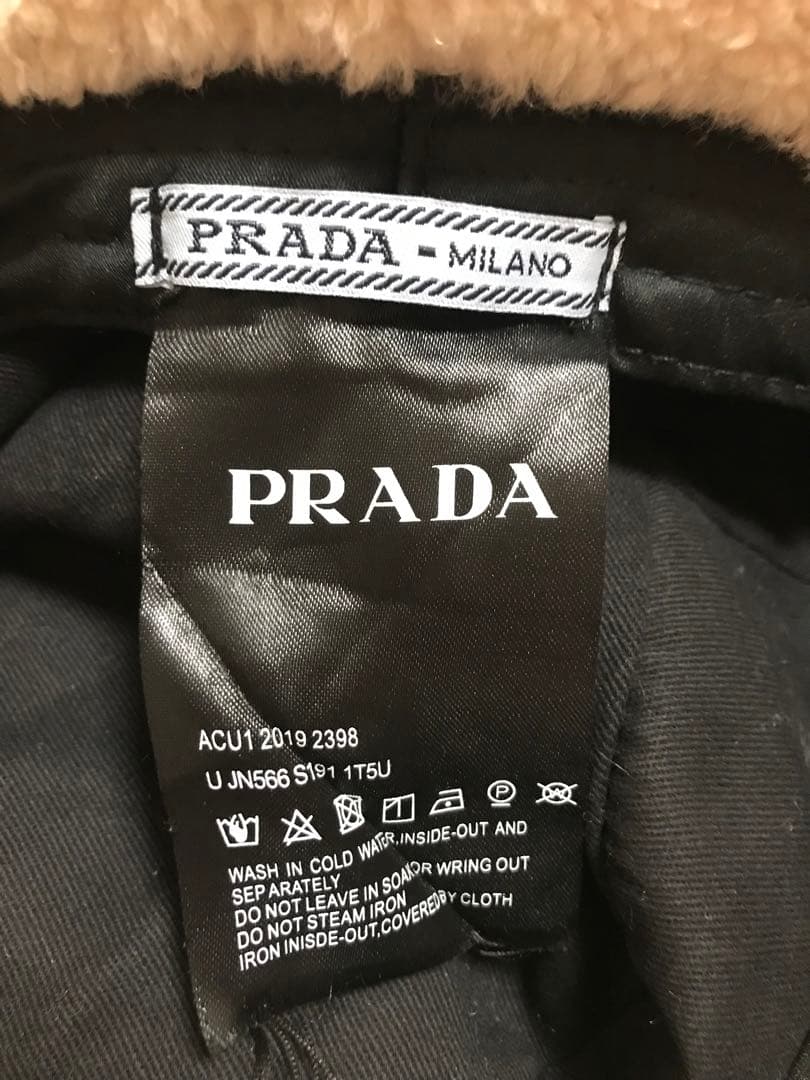 PRADA - MILANO
PRADA
ACU1 2019 2398
U JN566 S191 1T5U
WASH IN COLD WATER,INSIDE-OUT AND
SEPARATELY
DO NOT LEAVE IN SOAK OR WRING OUT
DO NOT STEAM IRON
IRON INISDE-OUT,COVERED BY CLOTH